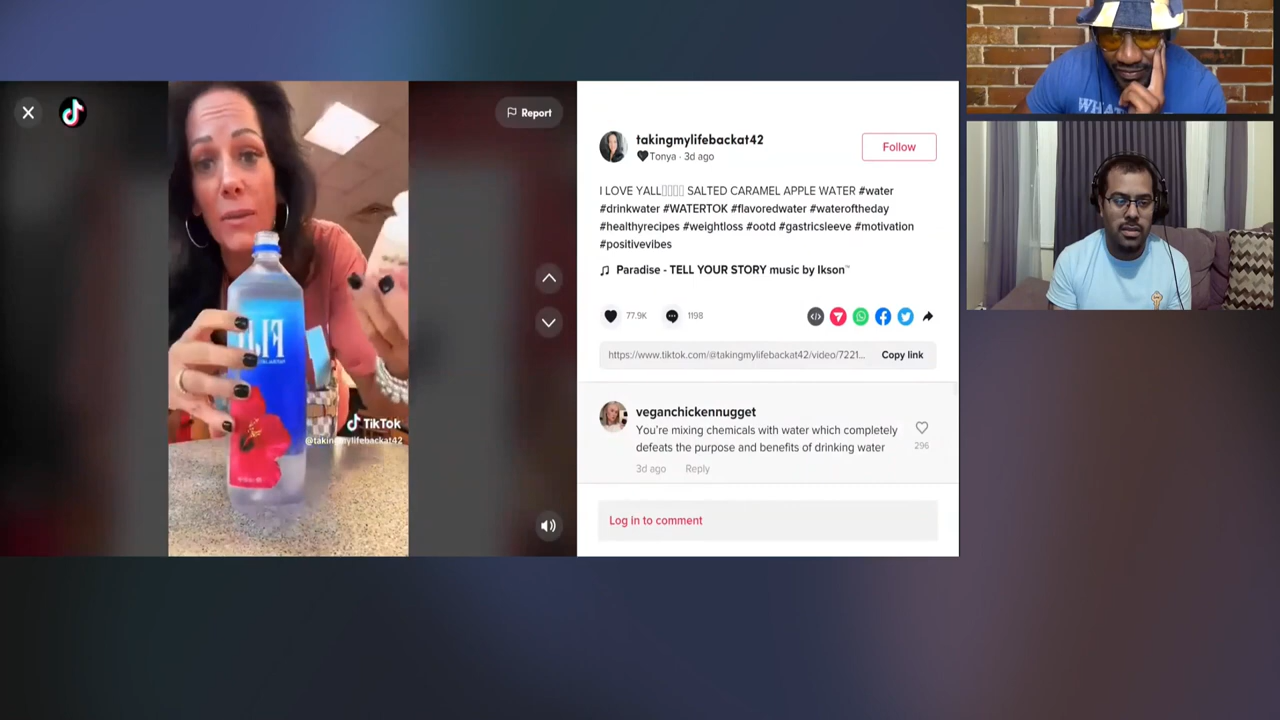 Report
TikTok
@takingmylifebackat42
takingmylifebackat42
Tonya · 3d ago
Follow
I LOVE YALL SALTED CARAMEL APPLE WATER #water
#drinkwater #WATERTOK #flavoredwater #wateroftheday
#healthyrecipes #weightloss #ootd #gastricsleeve #motivation
#positivevibes
Paradise - TELL YOUR STORY music by Ikson™
77.9K
1198
https://www.tiktok.com/@takingmylifebackat42/video/7221...
Copy link
veganchickennugget
You're mixing chemicals with water which completely
defeats the purpose and benefits of drinking water
296
3d ago
Reply
Log in to comment
FIJI
WHAT